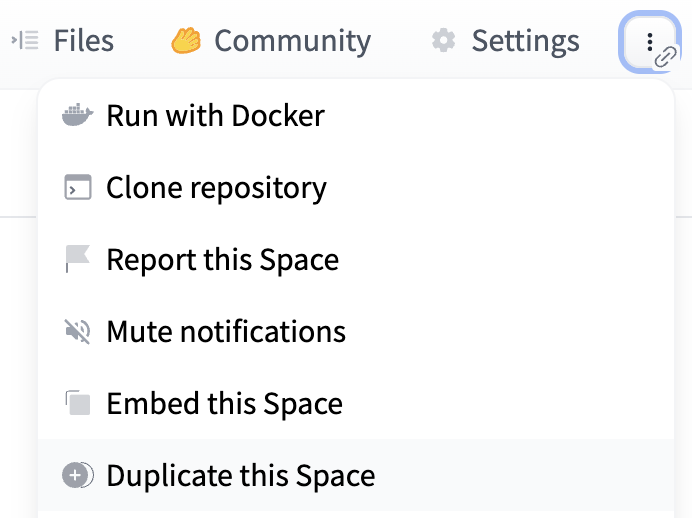 Files Community Settings
Run with Docker
Clone repository
Report this Space
Mute notifications
Embed this Space
Duplicate this Space